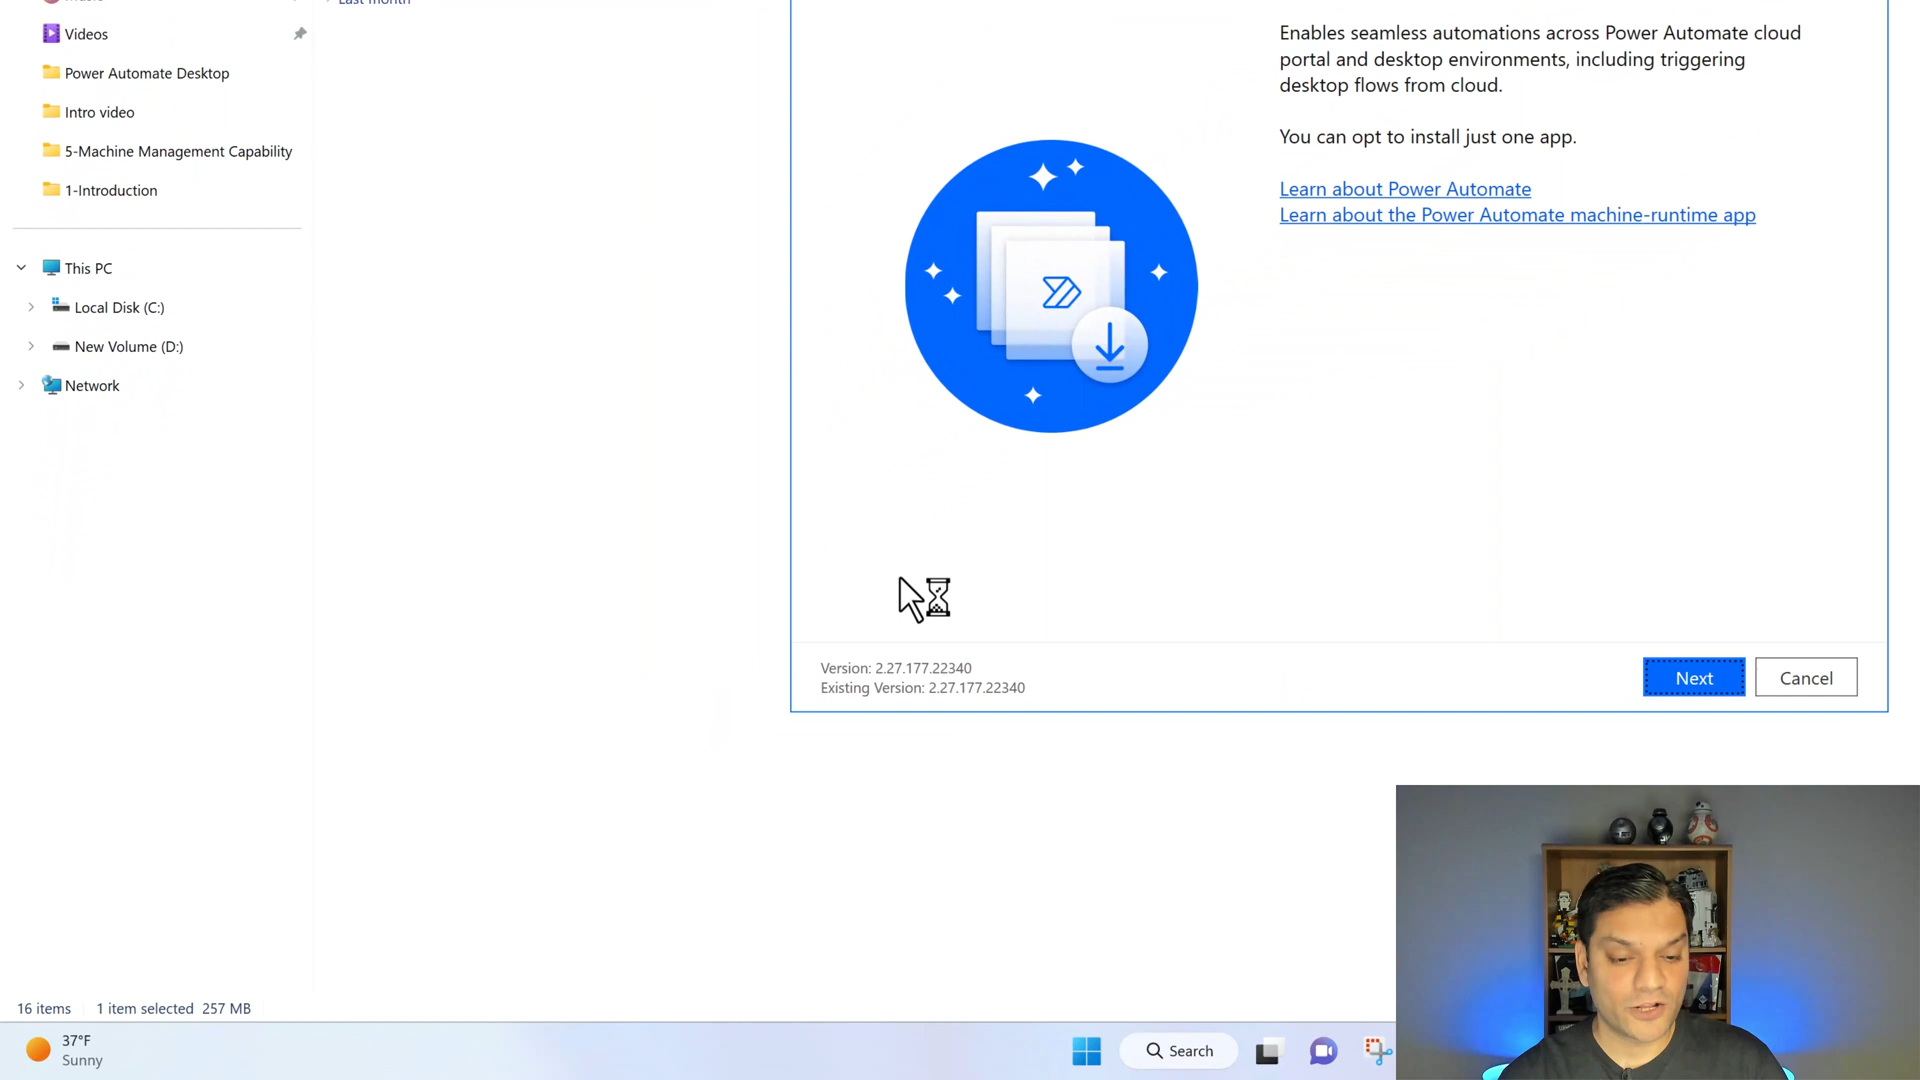 Last month
Videos
Power Automate Desktop
Intro video
5-Machine Management Capability
1-Introduction
This PC
Local Disk (C:)
New Volume (D:)
Network
Enables seamless automations across Power Automate cloud
portal and desktop environments, including triggering
desktop flows from cloud.
You can opt to install just one app.
Learn about Power Automate
Learn about the Power Automate machine-runtime app
Version: 2.27.177.22340
Existing Version: 2.27.177.22340
Next
Cancel
16 items
1 item selected 257 MB
37°F
Sunny
Search